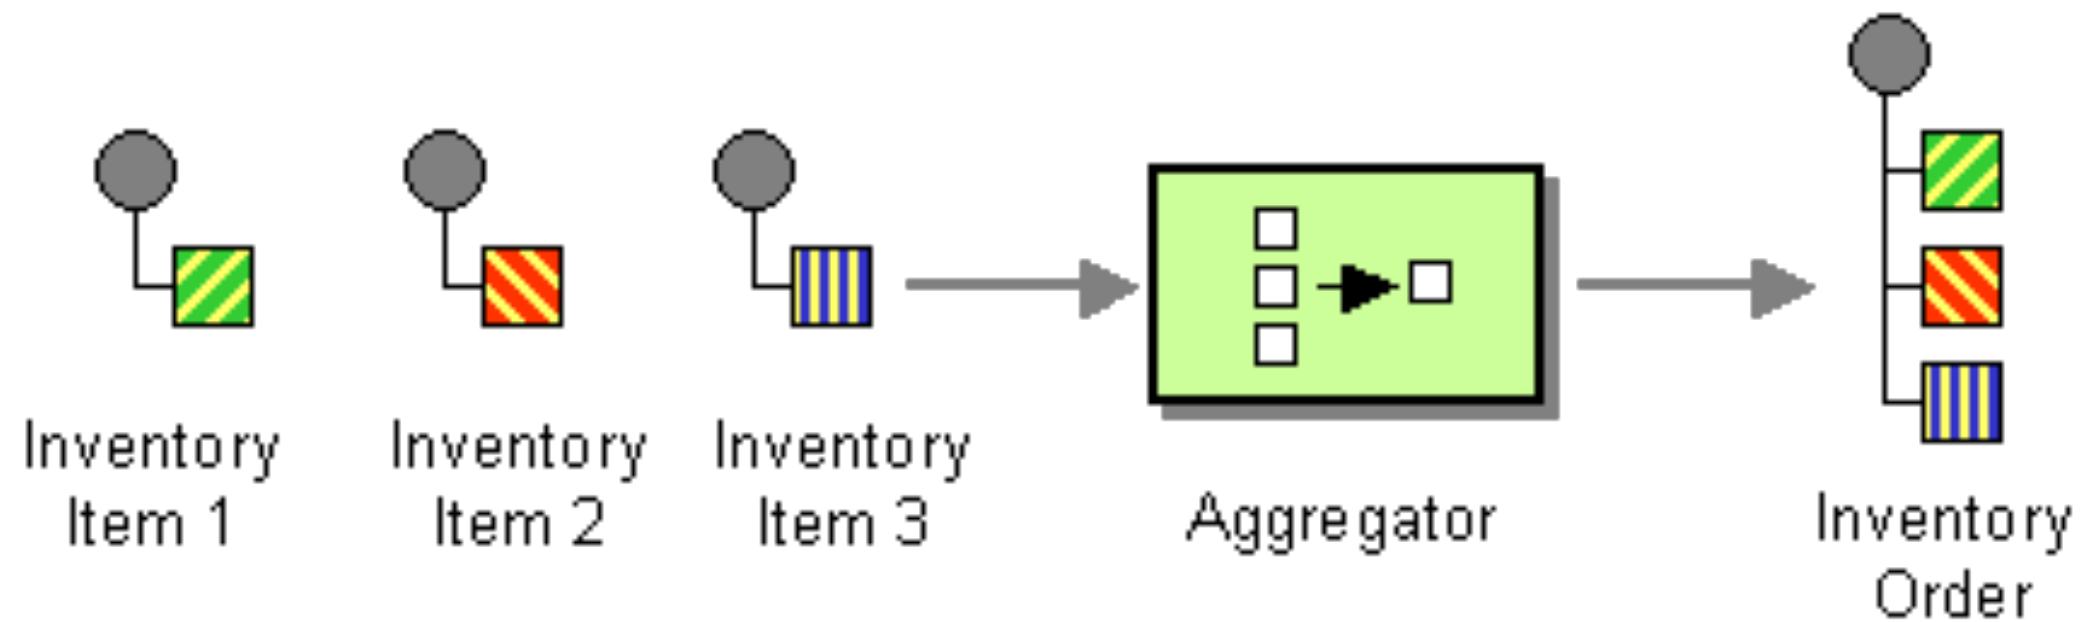 Inventory
Item 1
Inventory
Item 2
Inventory
Item 3
Aggregator
Inventory
Order